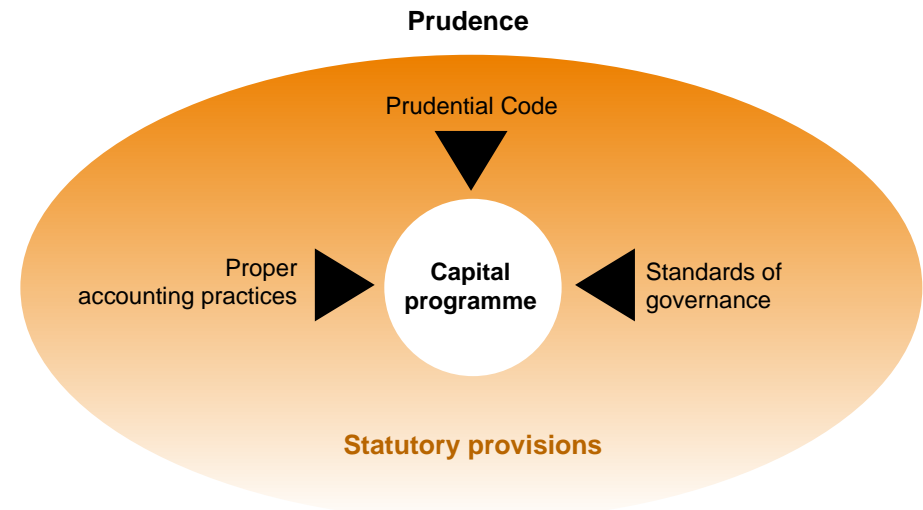 Prudence
Prudential Code
Proper
accounting practices
Capital
programme
Standards of
governance
Statutory provisions